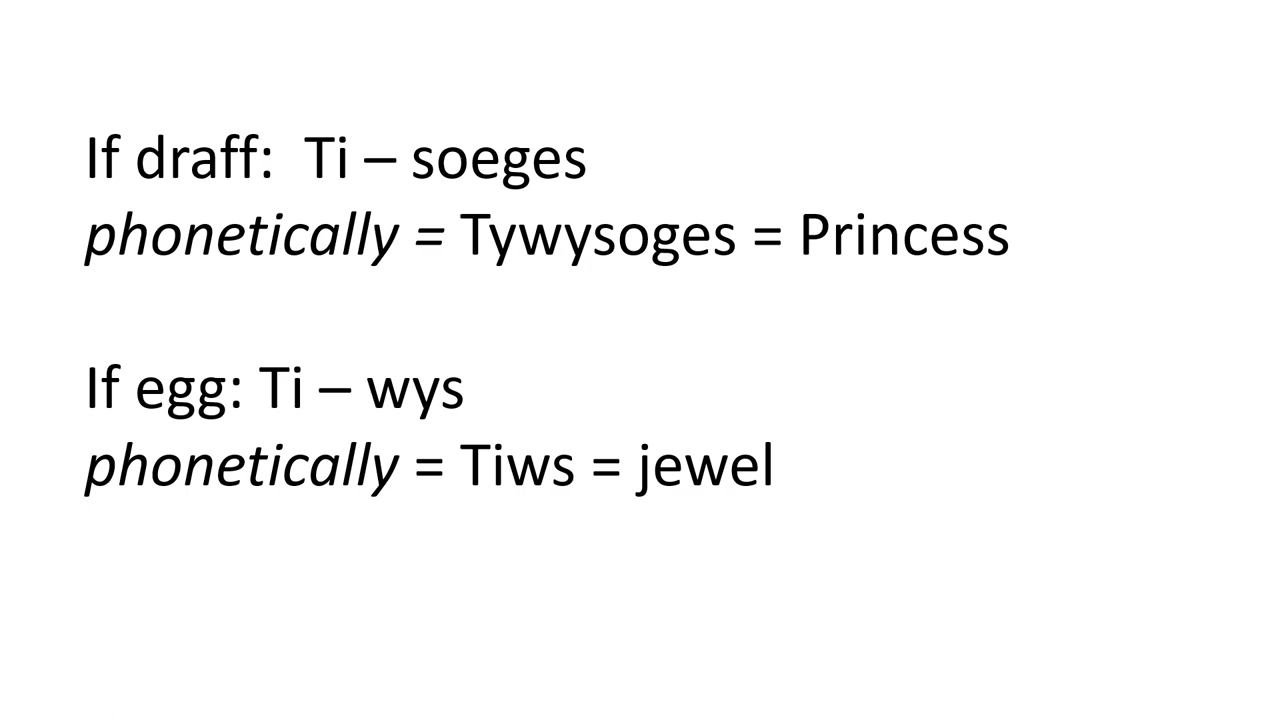 If draff: Ti – soeges
phonetically = Tywysoges = Princess
If egg: Ti – wys
phonetically = Tiws = jewel